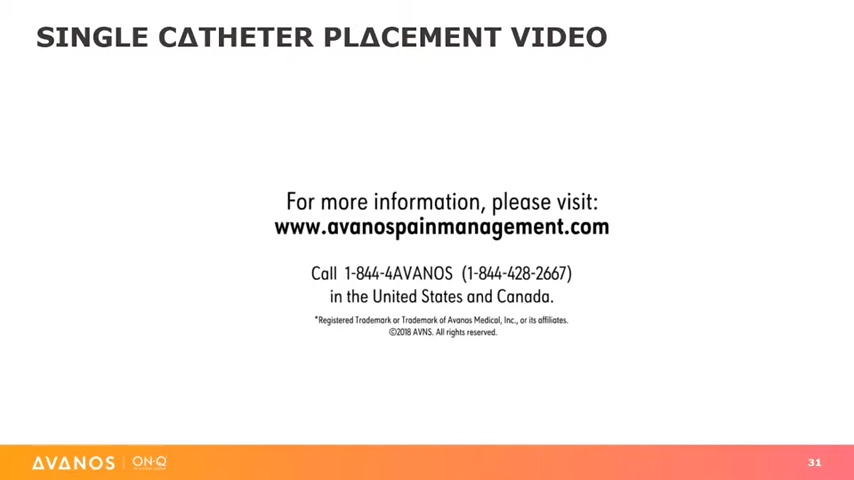 SINGLE CΔTHETER PLΔCEMENT VIDEO
For more information, please visit:
www.avanospainmanagement.com
Call 1-844-4AVANOS (1-844-428-2667)
in the United States and Canada.
*Registered Trademark or Trademark of Avanos Medical, Inc., or its affiliates.
©2018 AVNS. All rights reserved.
AVANOS | ON-Q 31